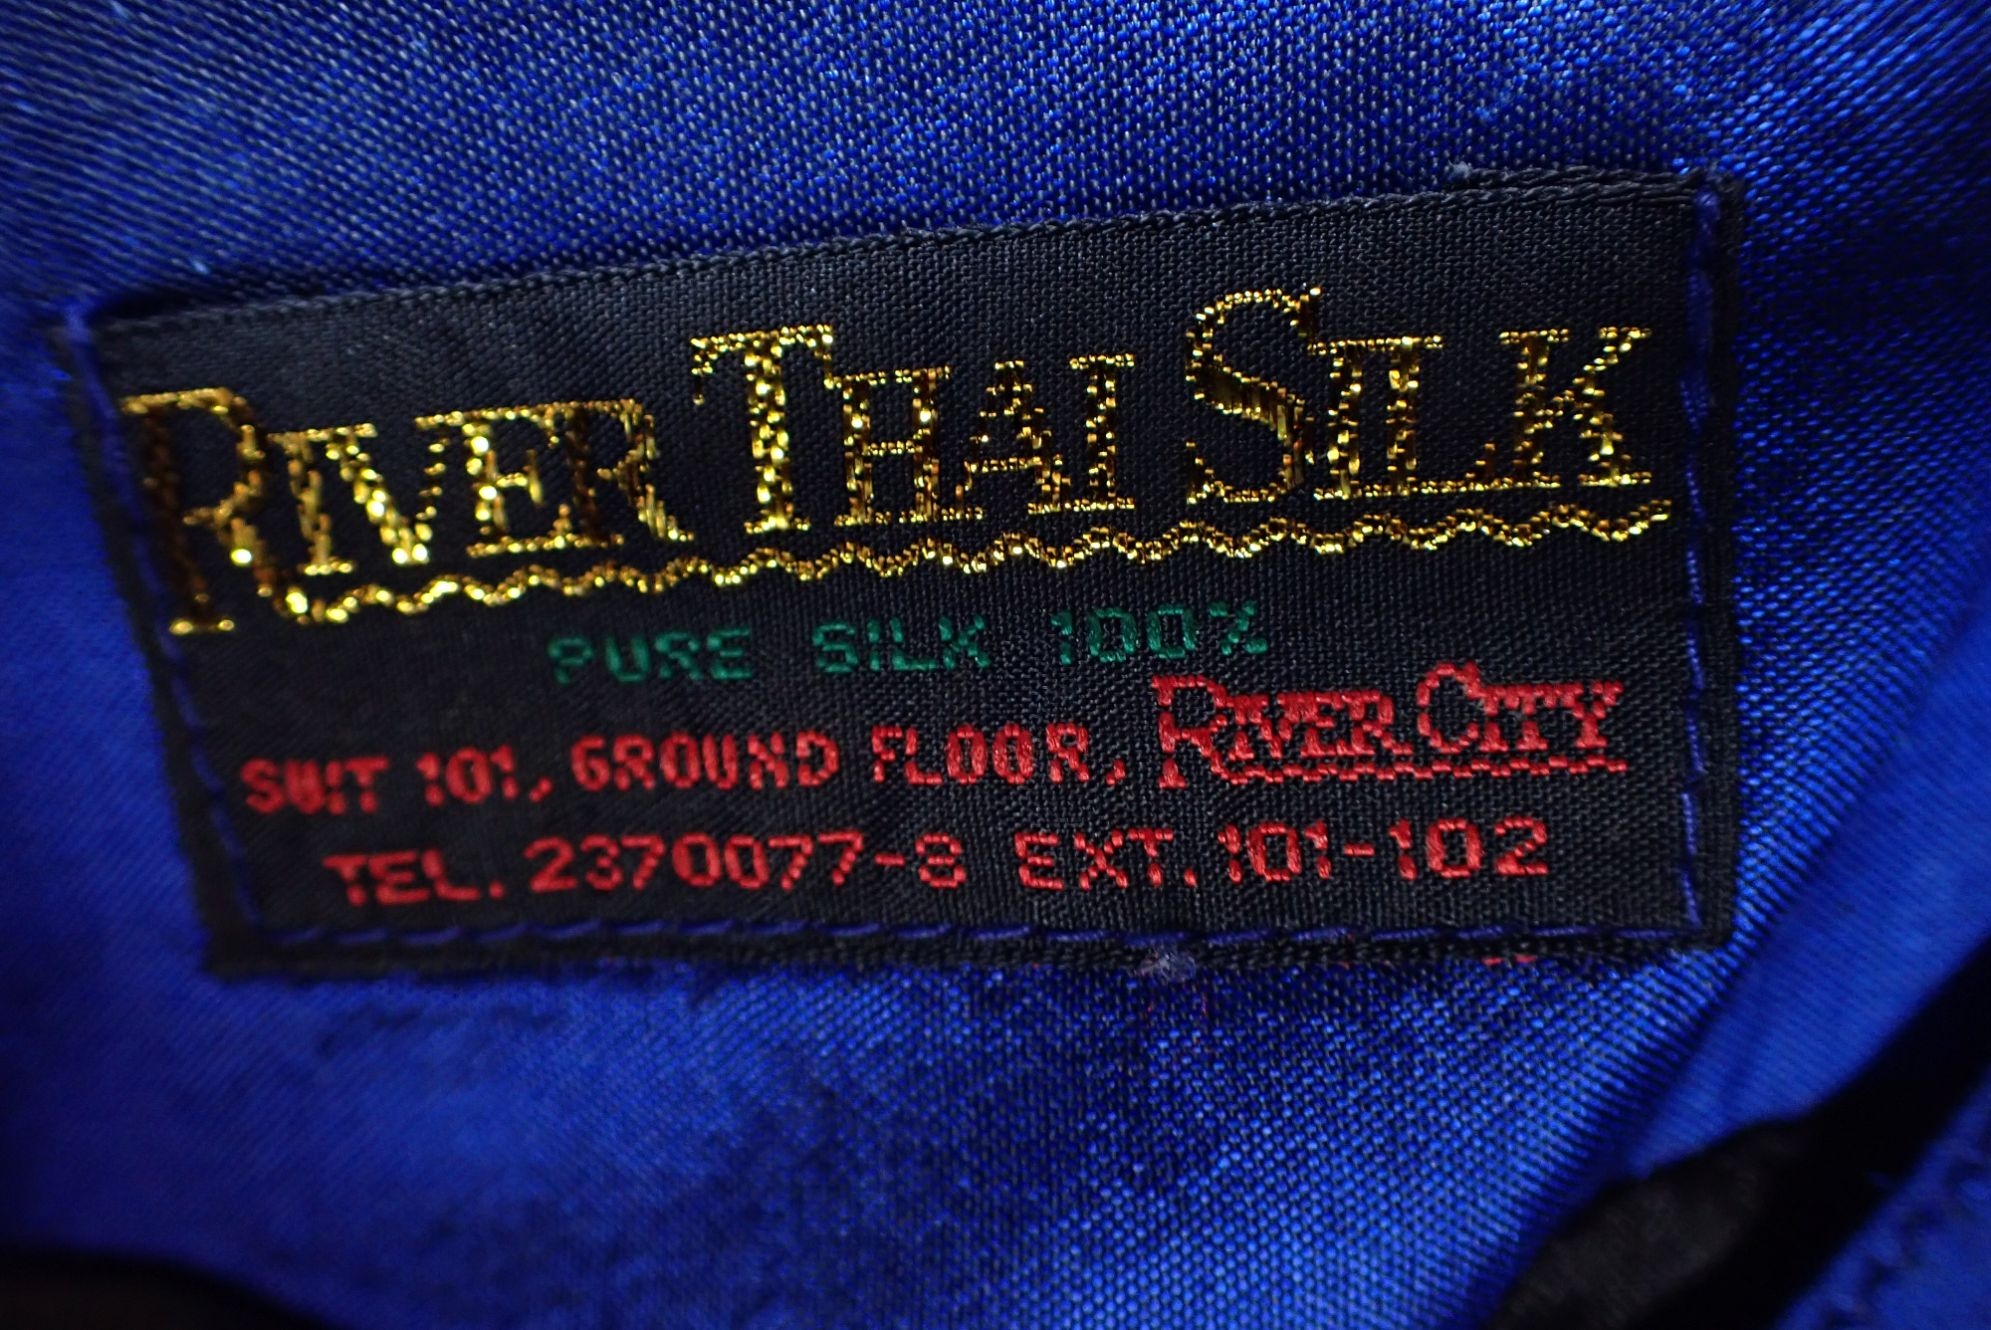 RIVER THAI SILK
PURE SILK 100%
SUIT 101, GROUND FLOOR, RIVER CITY
TEL. 2370077-8 EXT. 101-102